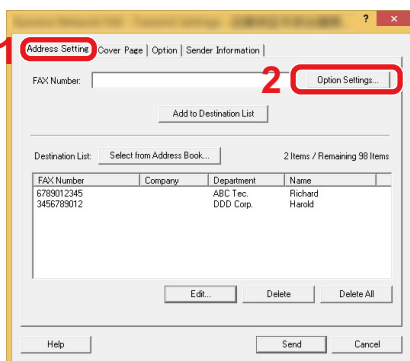 ? ×
1
Address Setting Cover Page | Option | Sender Information |
2
FAX Number: Option Settings...
Add to Destination List
Destination List: Select from Address Book... 2 Items / Remaining 98 Items
FAX Number Company Department Name
6789012345 ABC Tec. Richard
3456789012 DDD Corp. Harold
Edit... Delete Delete All
Help Send Cancel